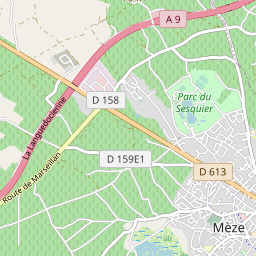 A 9
La Languedocienne
D 158
Parc du
Sesquier
D 159E1
D 613
Route de Marseillan
Mèze